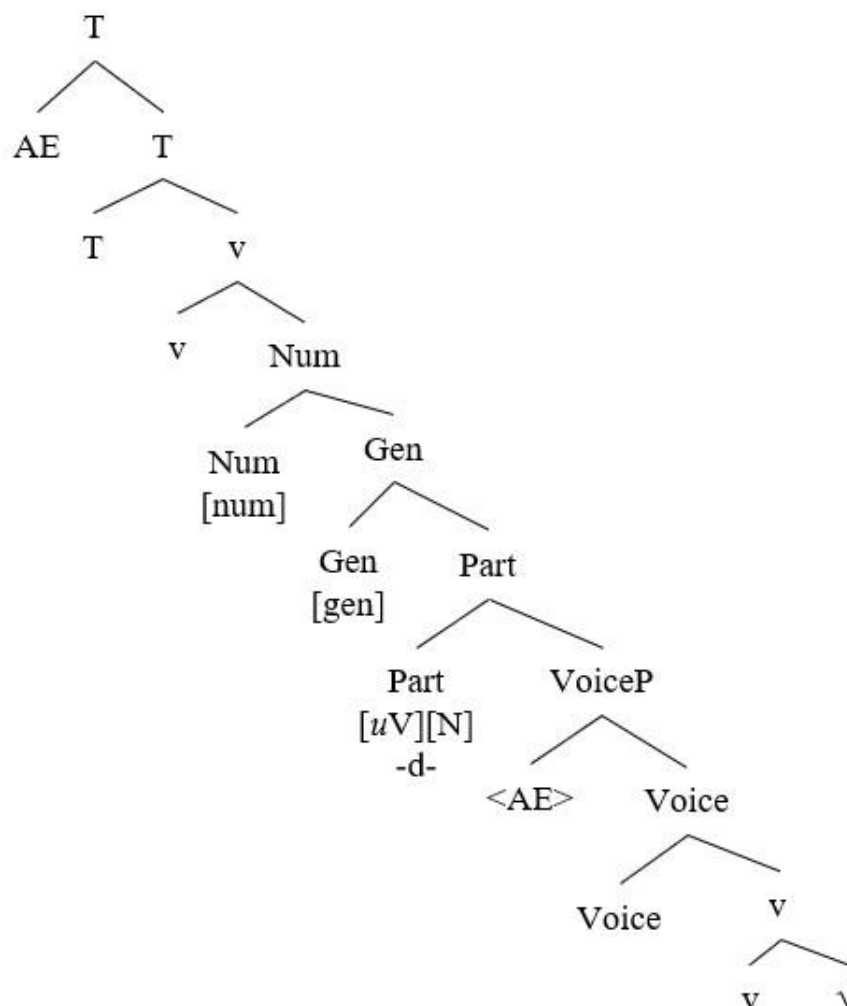 T
AE T
T v
v Num
Num Gen
[num]
Gen Part
[gen]
Part VoiceP
[uV][N]
-d-
<AE> Voice
Voice v
v